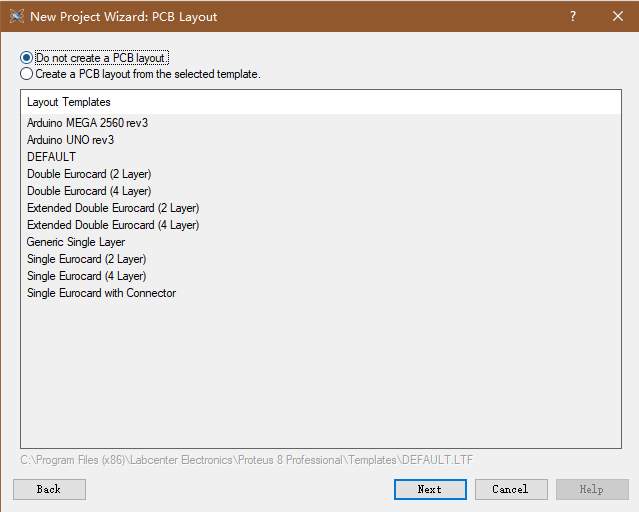 New Project Wizard: PCB Layout
Do not create a PCB layout.
Create a PCB layout from the selected template.
Layout Templates
Arduino MEGA 2560 rev3
Arduino UNO rev3
DEFAULT
Double Eurocard (2 Layer)
Double Eurocard (4 Layer)
Extended Double Eurocard (2 Layer)
Extended Double Eurocard (4 Layer)
Generic Single Layer
Single Eurocard (2 Layer)
Single Eurocard (4 Layer)
Single Eurocard with Connector
C:\Program Files (x86)\Labcenter Electronics\Proteus 8 Professional\Templates\DEFAULT.LTF
Back Next Cancel Help